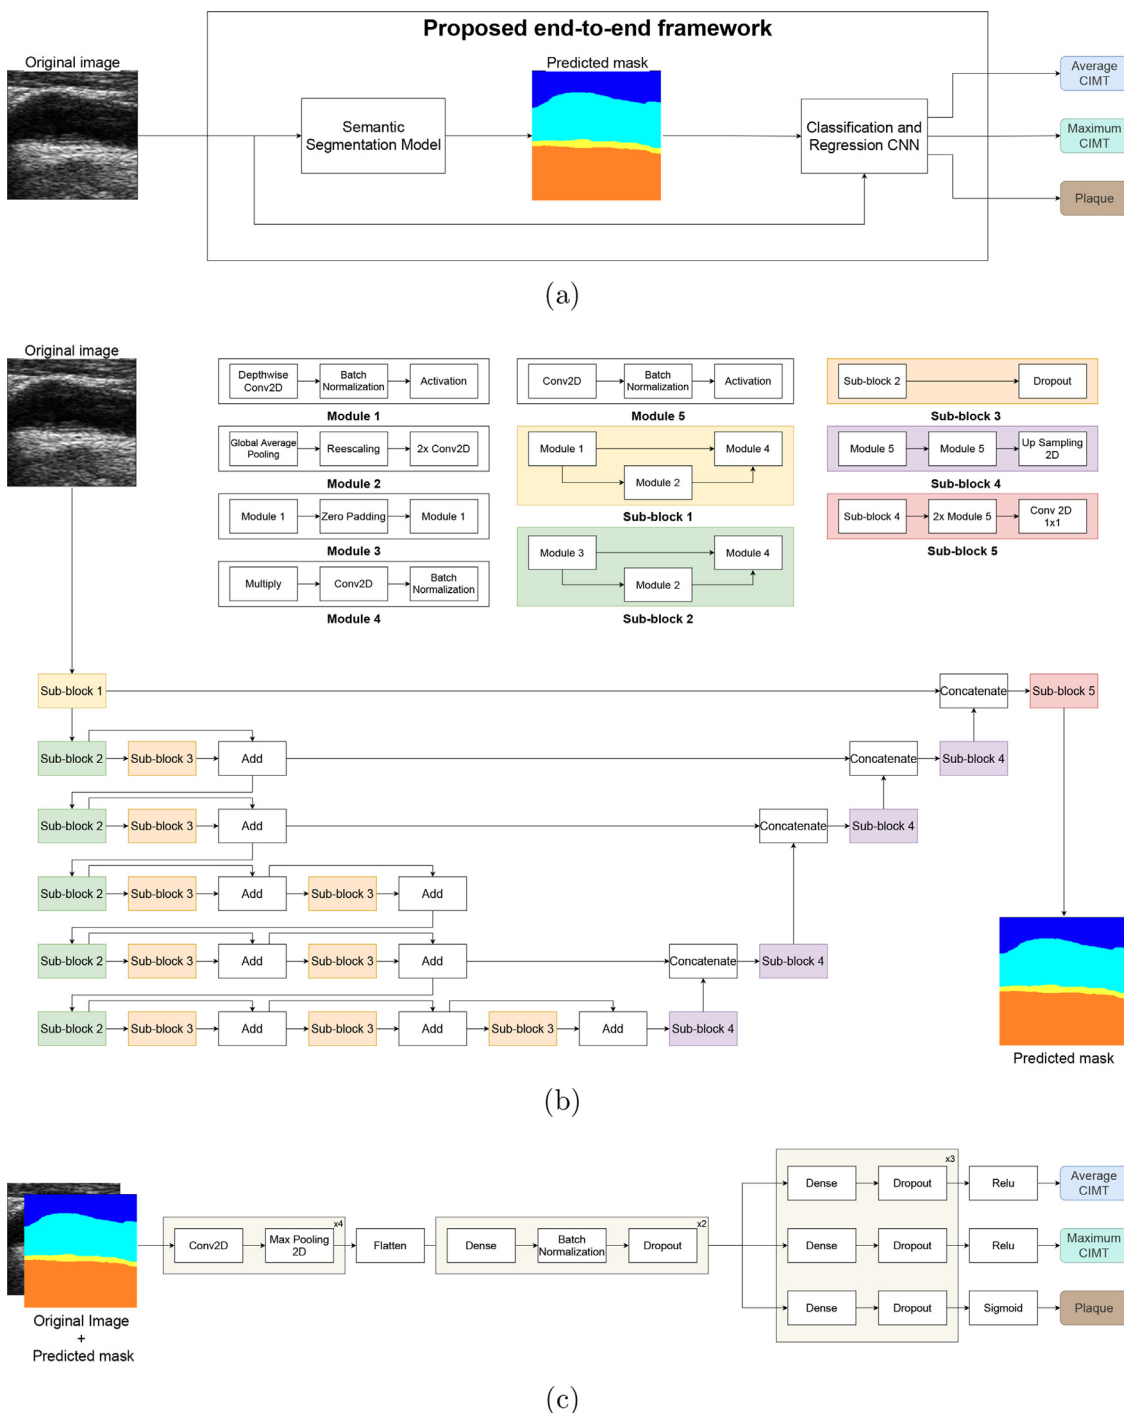 Proposed end-to-end framework
Original image
Predicted mask
Semantic
Segmentation Model
Classification and
Regression CNN
Average
CIMT
Maximum
CIMT
Plaque
(a)
Original image
Depthwise
Conv2D
Batch
Normalization
Activation
Module 1
Global Average
Pooling
Reescaling
2x Conv2D
Module 2
Module 1
Zero Padding
Module 1
Module 3
Multiply
Conv2D
Batch
Normalization
Module 4
Conv2D
Batch
Normalization
Activation
Module 5
Module 1
Module 4
Module 2
Sub-block 1
Module 3
Module 4
Module 2
Sub-block 2
Sub-block 2
Dropout
Sub-block 3
Module 5
Module 5
Up Sampling
2D
Sub-block 4
Sub-block 4
2x Module 5
Conv 2D
1x1
Sub-block 5
Sub-block 1
Concatenate
Sub-block 5
Sub-block 2
Sub-block 3
Add
Concatenate
Sub-block 4
Sub-block 2
Sub-block 3
Add
Concatenate
Sub-block 4
Sub-block 2
Sub-block 3
Add
Sub-block 3
Add
Sub-block 2
Sub-block 3
Add
Sub-block 3
Add
Concatenate
Sub-block 4
Sub-block 2
Sub-block 3
Add
Sub-block 3
Add
Sub-block 3
Add
Sub-block 4
Predicted mask
(b)
Original Image
+
Predicted mask
x4
Conv2D
Max Pooling
2D
Flatten
x2
Dense
Batch
Normalization
Dropout
x3
Dense
Dropout
Relu
Average
CIMT
Dense
Dropout
Relu
Maximum
CIMT
Dense
Dropout
Sigmoid
Plaque
(c)